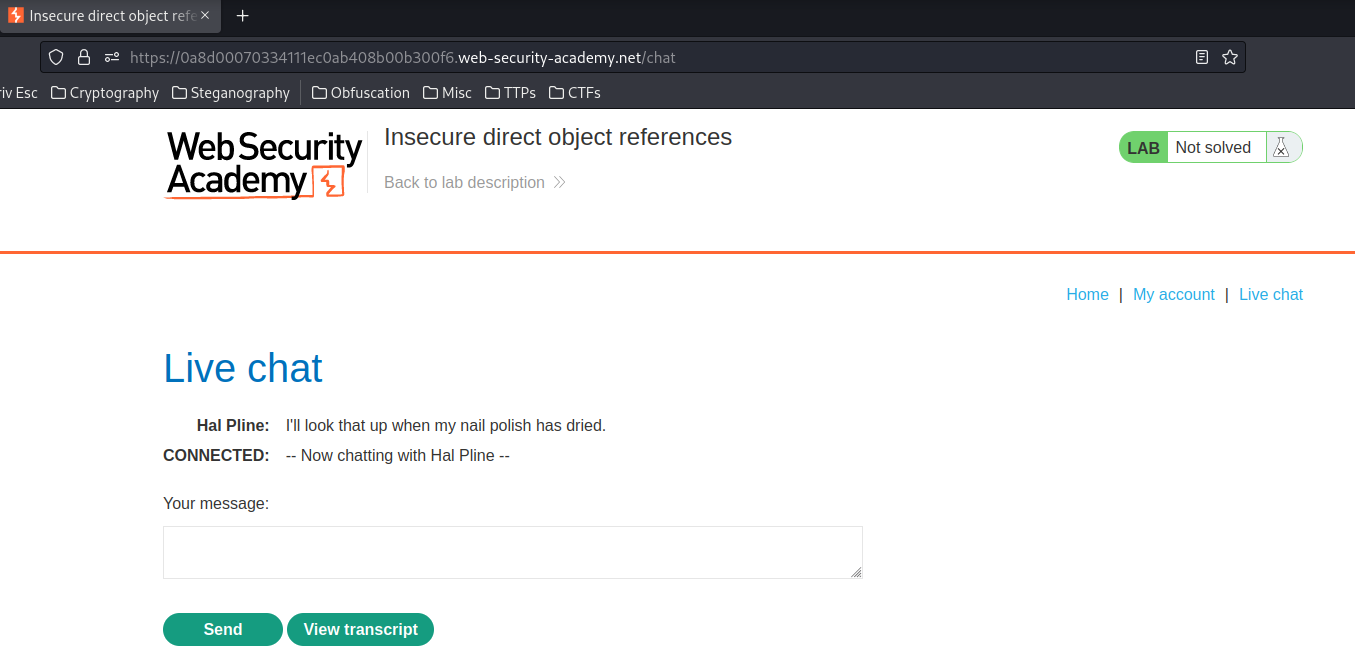 Insecure direct object refe
https://0a8d00070334111ec0ab408b00b300f6.web-security-academy.net/chat
riv Esc Cryptography Steganography Obfuscation Misc TTPs CTFs
Web Security
Academy
Insecure direct object references
Back to lab description
LAB Not solved
Home | My account | Live chat
Live chat
Hal Pline: I'll look that up when my nail polish has dried.
CONNECTED: -- Now chatting with Hal Pline --
Your message:
Send View transcript